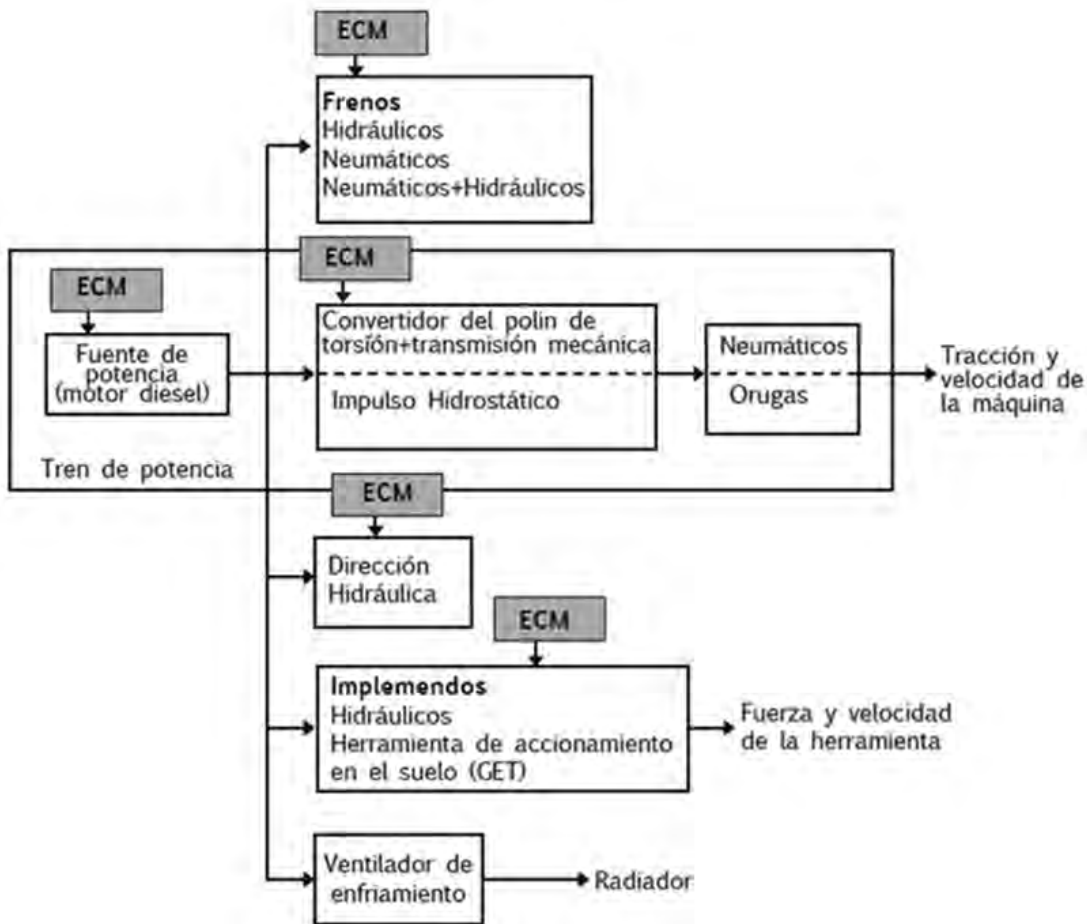 ECM
Frenos
Hidráulicos
Neumáticos
Neumáticos+Hidráulicos
ECM
ECM
Fuente de
potencia
(motor diesel)
Convertidor del polin de
torsión+transmisión mecánica
Impulso Hidrostático
Neumáticos
Orugas
Tracción y
velocidad de
la máquina
Tren de potencia
ECM
Dirección
Hidráulica
ECM
Implemendos
Hidráulicos
Herramienta de accionamiento
en el suelo (GET)
Fuerza y velocidad
de la herramienta
Ventilador de
enfriamiento
Radiador